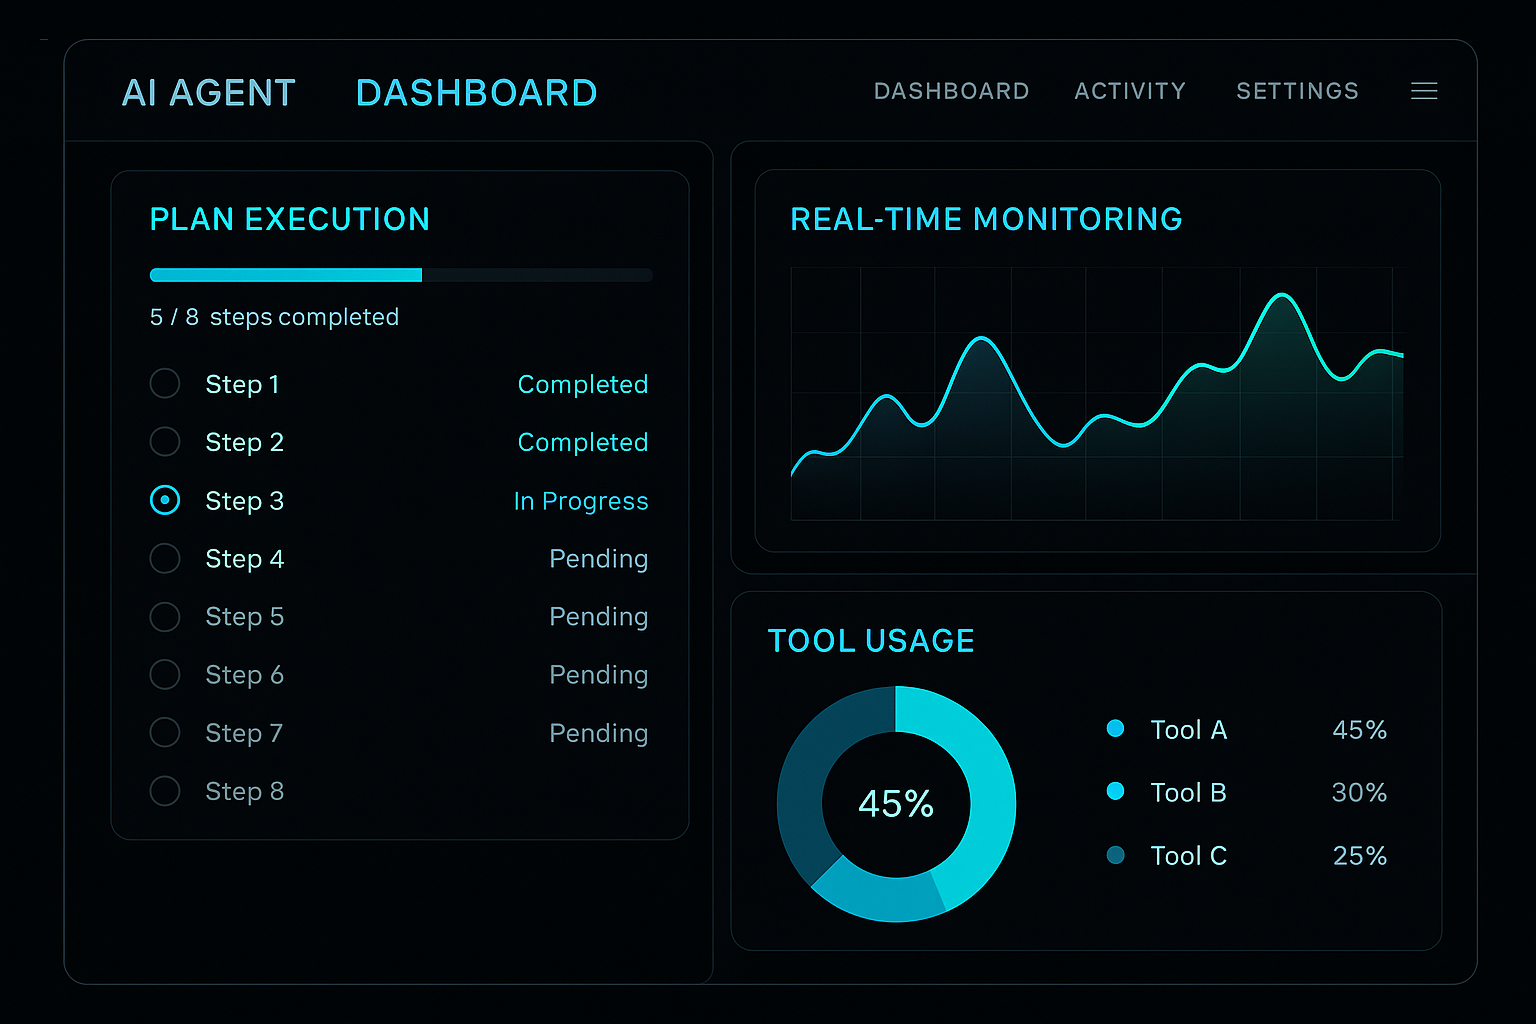 AI AGENT DASHBOARD DASHBOARD ACTIVITY SETTINGS
PLAN EXECUTION
5 / 8 steps completed
Step 1 Completed
Step 2 Completed
Step 3 In Progress
Step 4 Pending
Step 5 Pending
Step 6 Pending
Step 7 Pending
Step 8
REAL-TIME MONITORING
TOOL USAGE
45%
Tool A 45%
Tool B 30%
Tool C 25%